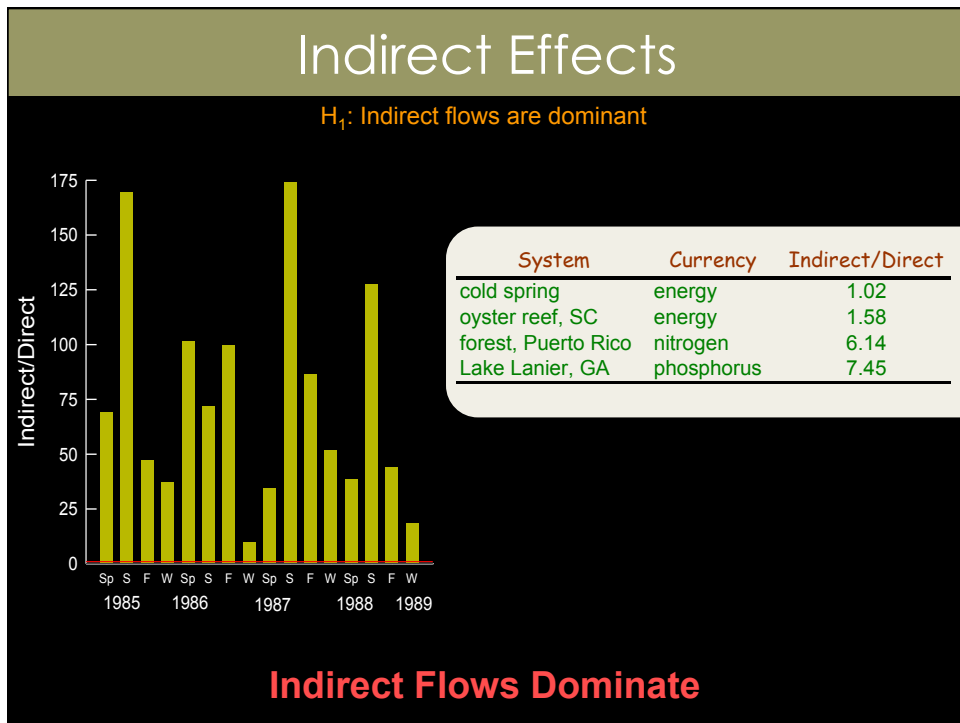 Indirect Effects
H₁: Indirect flows are dominant
Indirect/Direct
175
150
125
100
75
50
25
0
Sp S F W Sp S F W Sp S F W Sp S F W
1985 1986 1987 1988 1989
System Currency Indirect/Direct
cold spring energy 1.02
oyster reef, SC energy 1.58
forest, Puerto Rico nitrogen 6.14
Lake Lanier, GA phosphorus 7.45
Indirect Flows Dominate